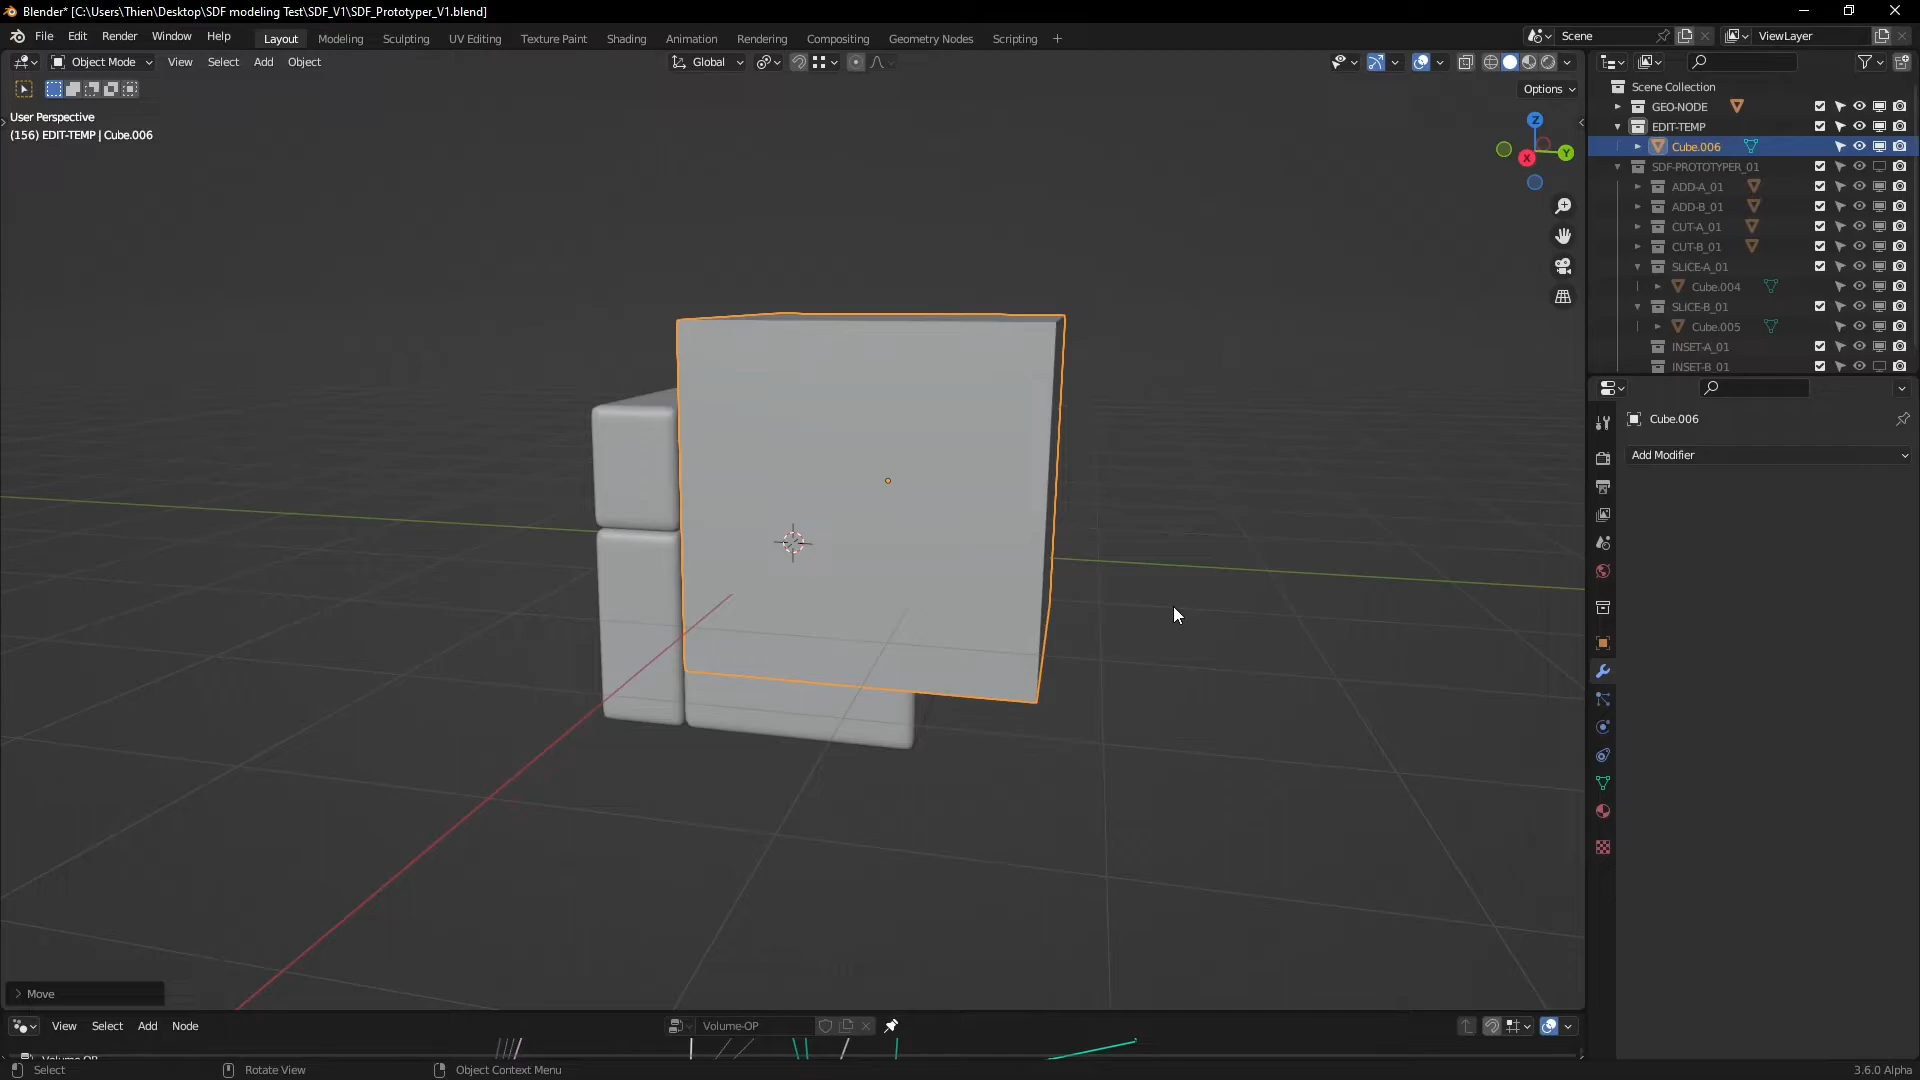 Blender* [C:\Users\Thien\Desktop\SDF modeling Test\SDF_V1\SDF_Prototyper_V1.blend]
File Edit Render Window Help Layout Modeling Sculpting UV Editing Texture Paint Shading Animation Rendering Compositing Geometry Nodes Scripting + Scene ViewLayer
Object Mode View Select Add Object Global
Options
User Perspective
(156) EDIT-TEMP | Cube.006
Z
Y
X
Scene Collection
GEO-NODE
EDIT-TEMP
Cube.006
SDF-PROTOTYPER_01
ADD-A_01
ADD-B_01
CUT-A_01
CUT-B_01
SLICE-A_01
Cube.004
SLICE-B_01
Cube.005
INSET-A_01
INSET-B_01
Cube.006
Add Modifier
Move
View Select Add Node Volume-OP
Volume-OP
Select Rotate View Object Context Menu 3.6.0 Alpha